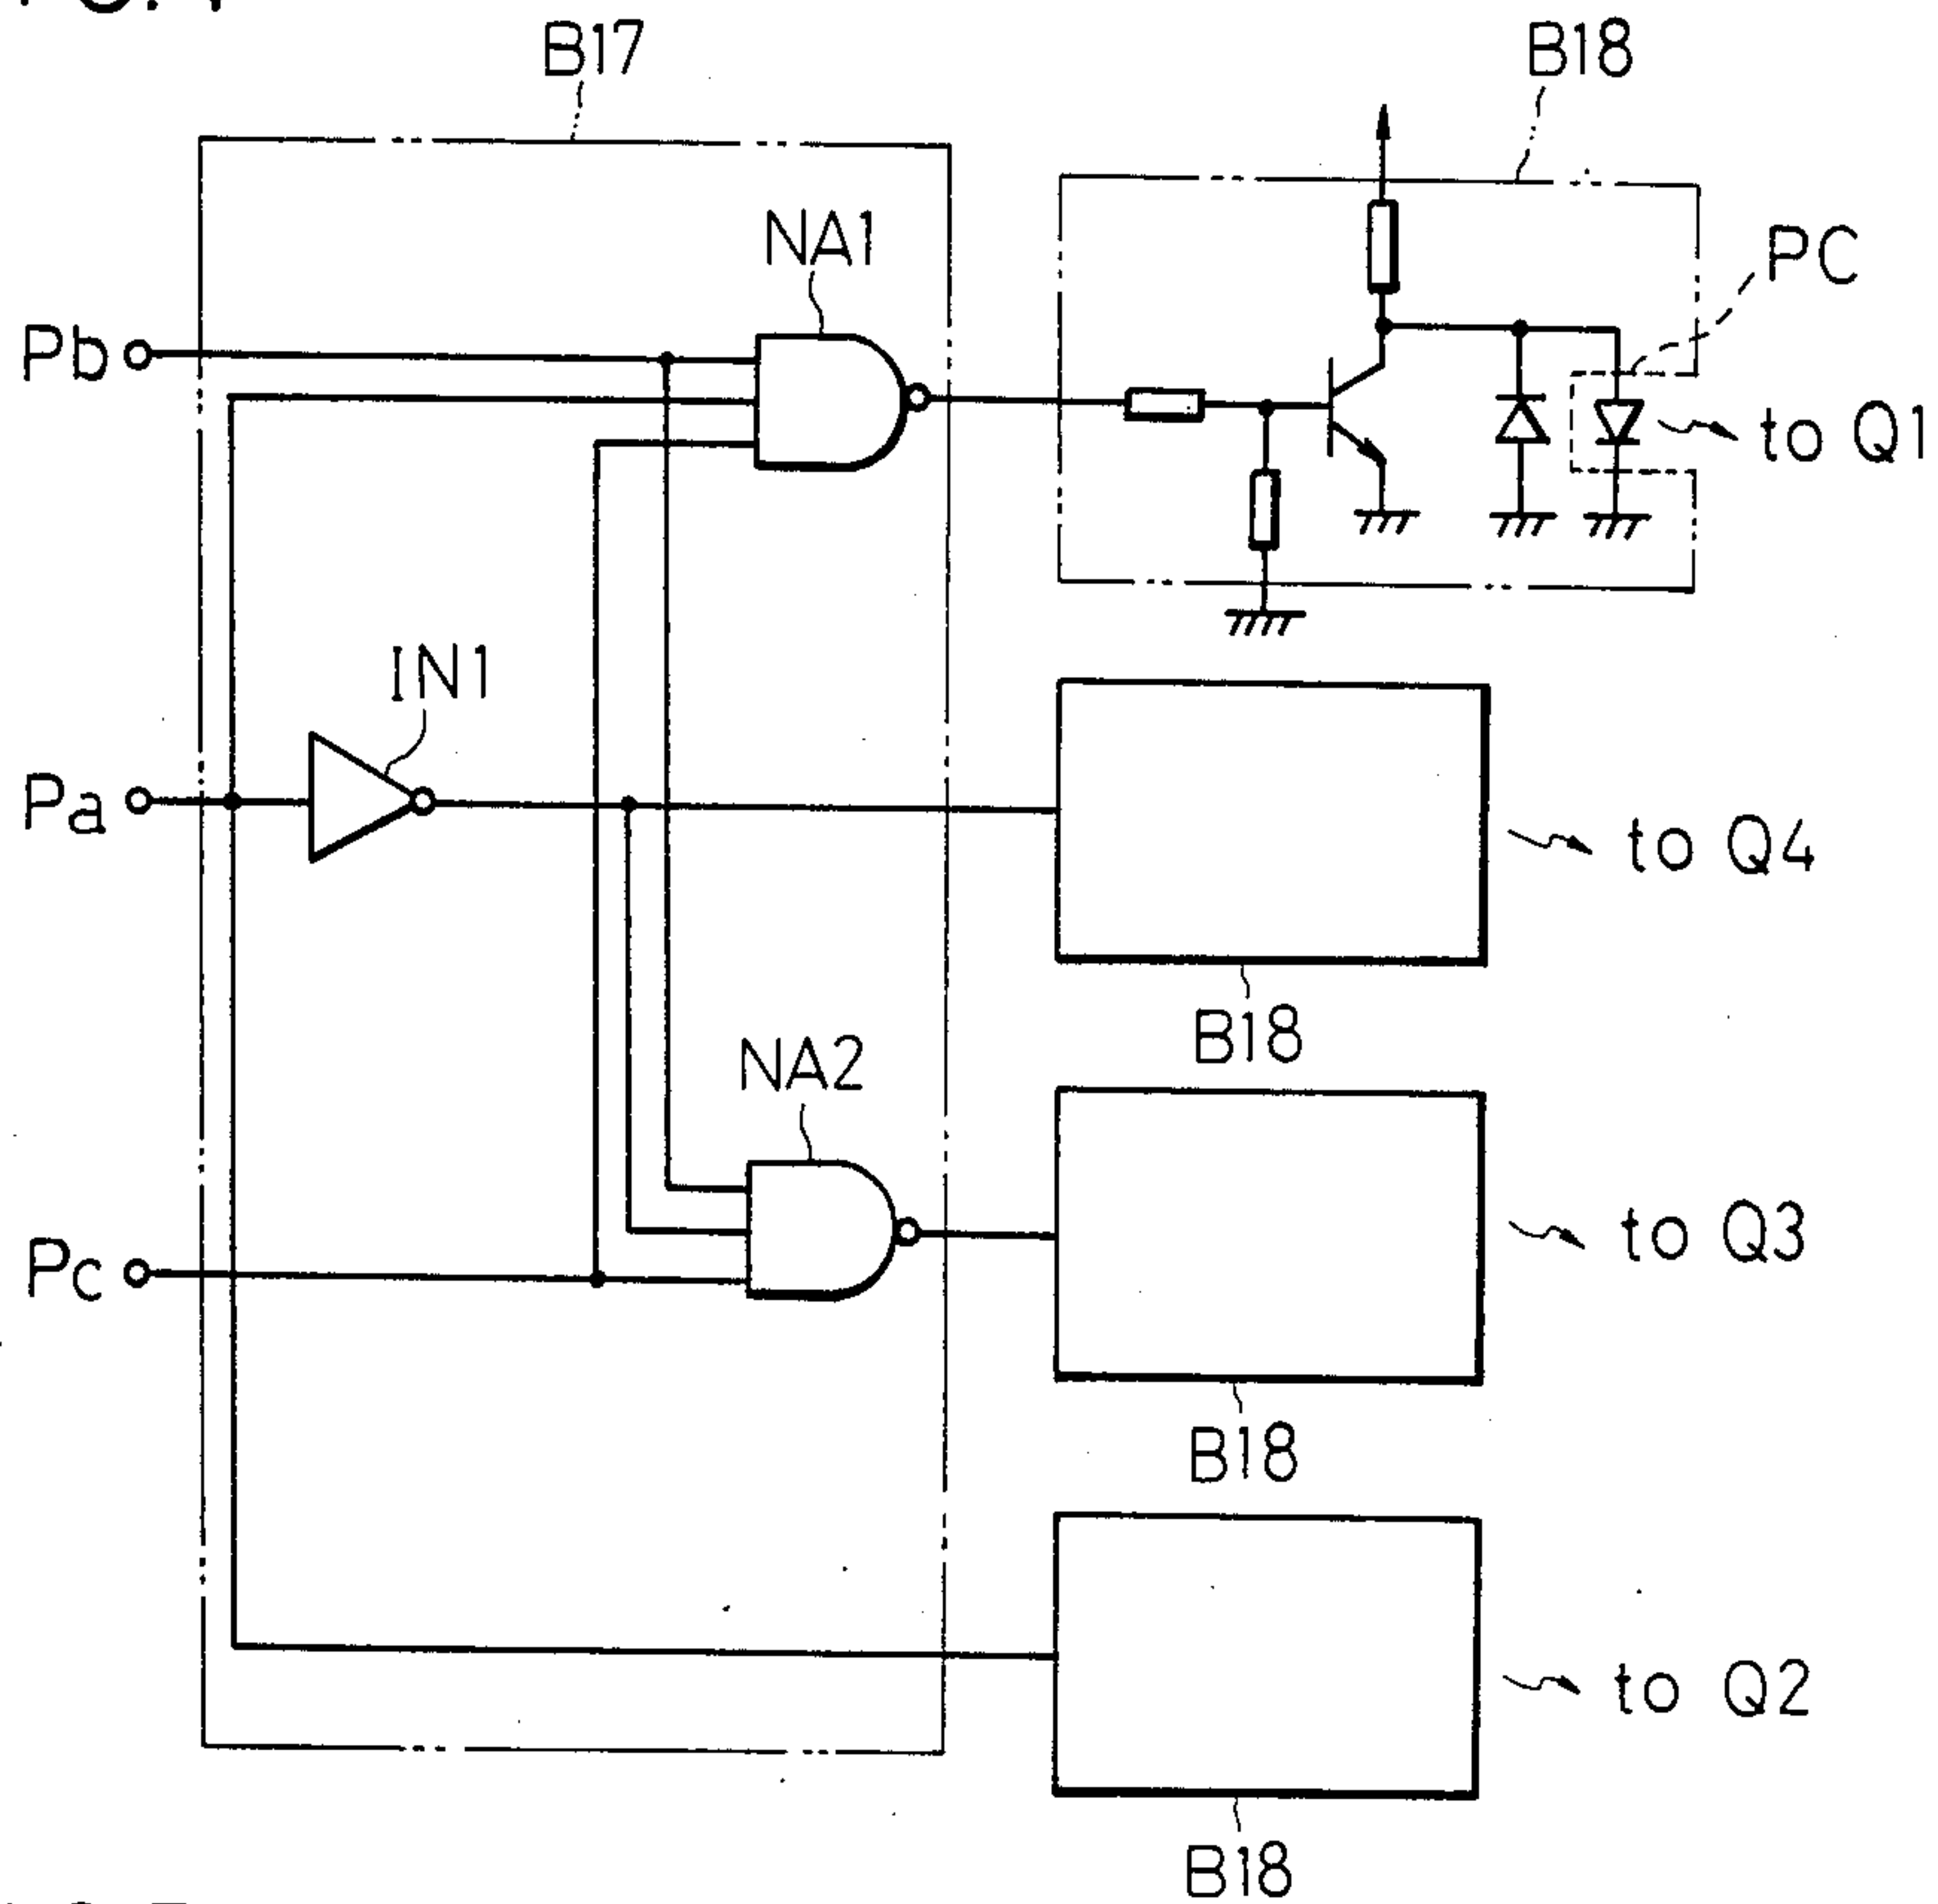 B17
B18
NA1
PC
Pb
to Q1
IN1
Pa
to Q4
B18
NA2
to Q3
Pc
B18
to Q2
B18